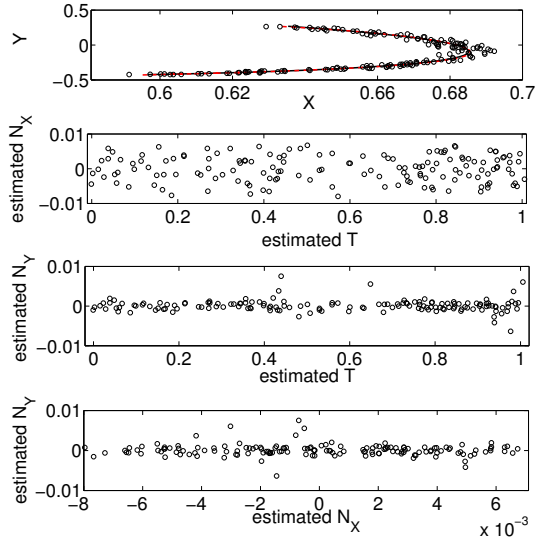 Y
0.5
0
−0.5
0.6 0.62 0.64 0.66 0.68 0.7
X
estimated N_X
0.01
0
−0.01
0 0.2 0.4 0.6 0.8 1
estimated T
estimated N_Y
0.01
0
−0.01
0 0.2 0.4 0.6 0.8 1
estimated T
estimated N_Y
0.01
0
−0.01
−8 −6 −4 −2 0 2 4 6
estimated N_X
x 10⁻³